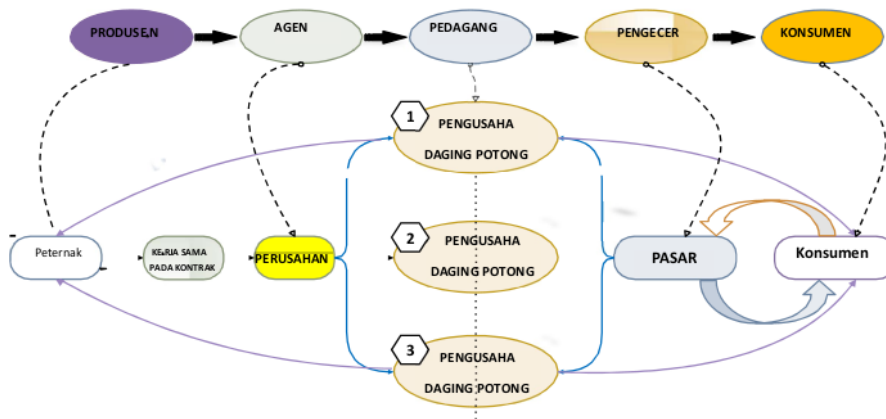 PRODUSE,N
AGEN
PEDAGANG
PENGECER
KONSUMEN
1
PENGUSAHA
DAGING POTONG
Peternak
KERJA SAMA
PADA KONTRAK
PERUSAHAN
2
PENGUSAHA
DAGING POTONG
PASAR
Konsumen
3
PENGUSAHA
DAGING POTONG